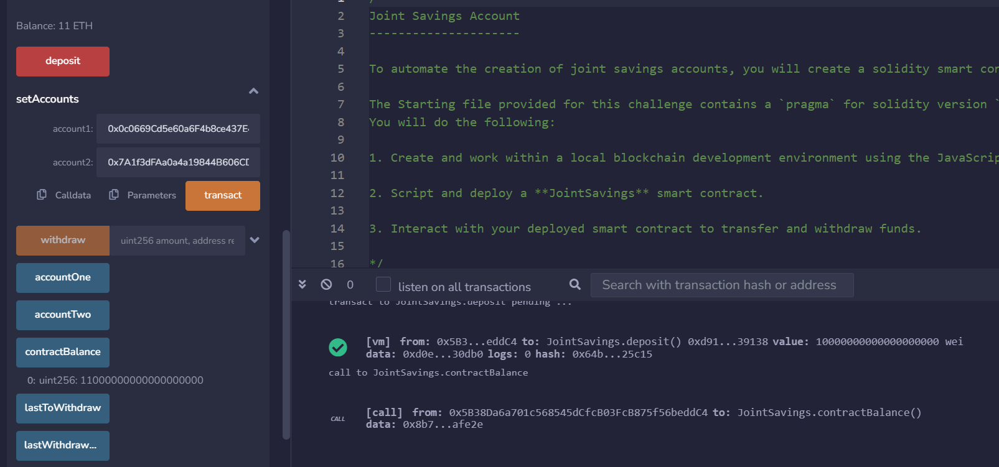 Balance: 11 ETH
deposit
setAccounts
account1: 0x0c0669Cd5e60a6F4b8ce437E
account2: 0x7A1f3dFAa0a4a19844B606CD
Calldata Parameters transact
withdraw uint256 amount, address re
accountOne
accountTwo
contractBalance
0: uint256: 11000000000000000000
lastToWithdraw
lastWithdraw...
1 /
2 Joint Savings Account
3 ---------------------
4
5 To automate the creation of joint savings accounts, you will create a solidity smart con
6
7 The Starting file provided for this challenge contains a `pragma` for solidity version `
8 You will do the following:
9
10 1. Create and work within a local blockchain development environment using the JavaScrip
11
12 2. Script and deploy a **JointSavings** smart contract.
13
14 3. Interact with your deployed smart contract to transfer and withdraw funds.
15
16 */
0 listen on all transactions Search with transaction hash or address
transact to JointSavings.deposit pending ...
[vm] from: 0x5B3...eddC4 to: JointSavings.deposit() 0xd91...39138 value: 10000000000000000000 wei
data: 0xd0e...30db0 logs: 0 hash: 0x64b...25c15
call to JointSavings.contractBalance
CALL [call] from: 0x5B38Da6a701c568545dCfcB03FcB875f56beddC4 to: JointSavings.contractBalance()
data: 0x8b7...afe2e